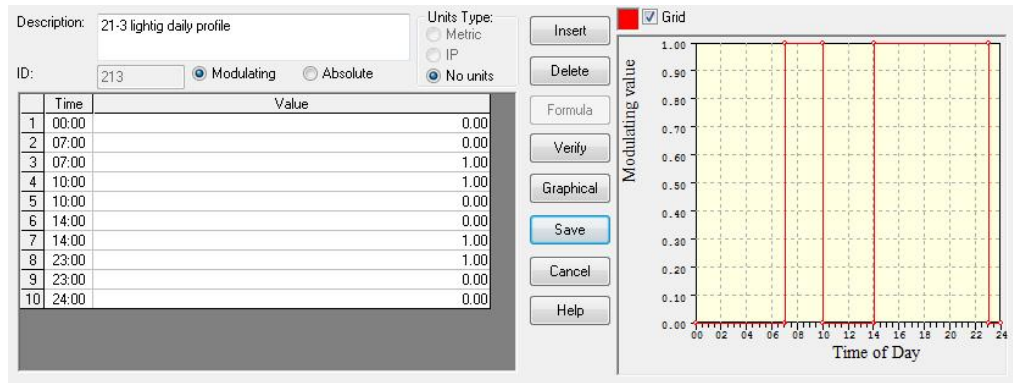 Description:
21-3 lightig daily profile
Units Type:
Metric
IP
No units
ID:
213
Modulating
Absolute
Time Value
1 00:00 0.00
2 07:00 0.00
3 07:00 1.00
4 10:00 1.00
5 10:00 0.00
6 14:00 0.00
7 14:00 1.00
8 23:00 1.00
9 23:00 0.00
10 24:00 0.00
Insert
Delete
Formula
Verify
Graphical
Save
Cancel
Help
Grid
Modulating value
1.00
0.90
0.80
0.70
0.60
0.50
0.40
0.30
0.20
0.10
0.00
00 02 04 06 08 10 12 14 16 18 20 22 24
Time of Day